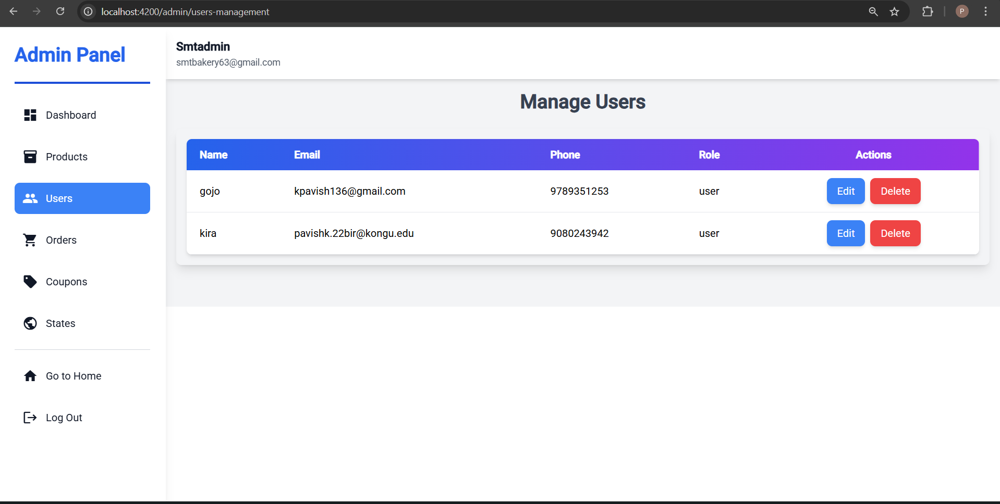 localhost:4200/admin/users-management
P
Admin Panel
Dashboard
Products
Users
Orders
Coupons
States
Go to Home
Log Out
Smtadmin
smtbakery63@gmail.com
Manage Users
Name Email Phone Role Actions
gojo kpavish136@gmail.com 9789351253 user Edit Delete
kira pavishk.22bir@kongu.edu 9080243942 user Edit Delete